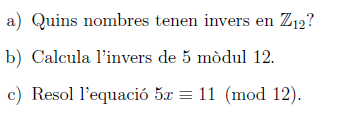 a) Quins nombres tenen invers en ℤ₁₂?
b) Calcula l'invers de 5 mòdul 12.
c) Resol l'equació 5x ≡ 11 (mod 12).